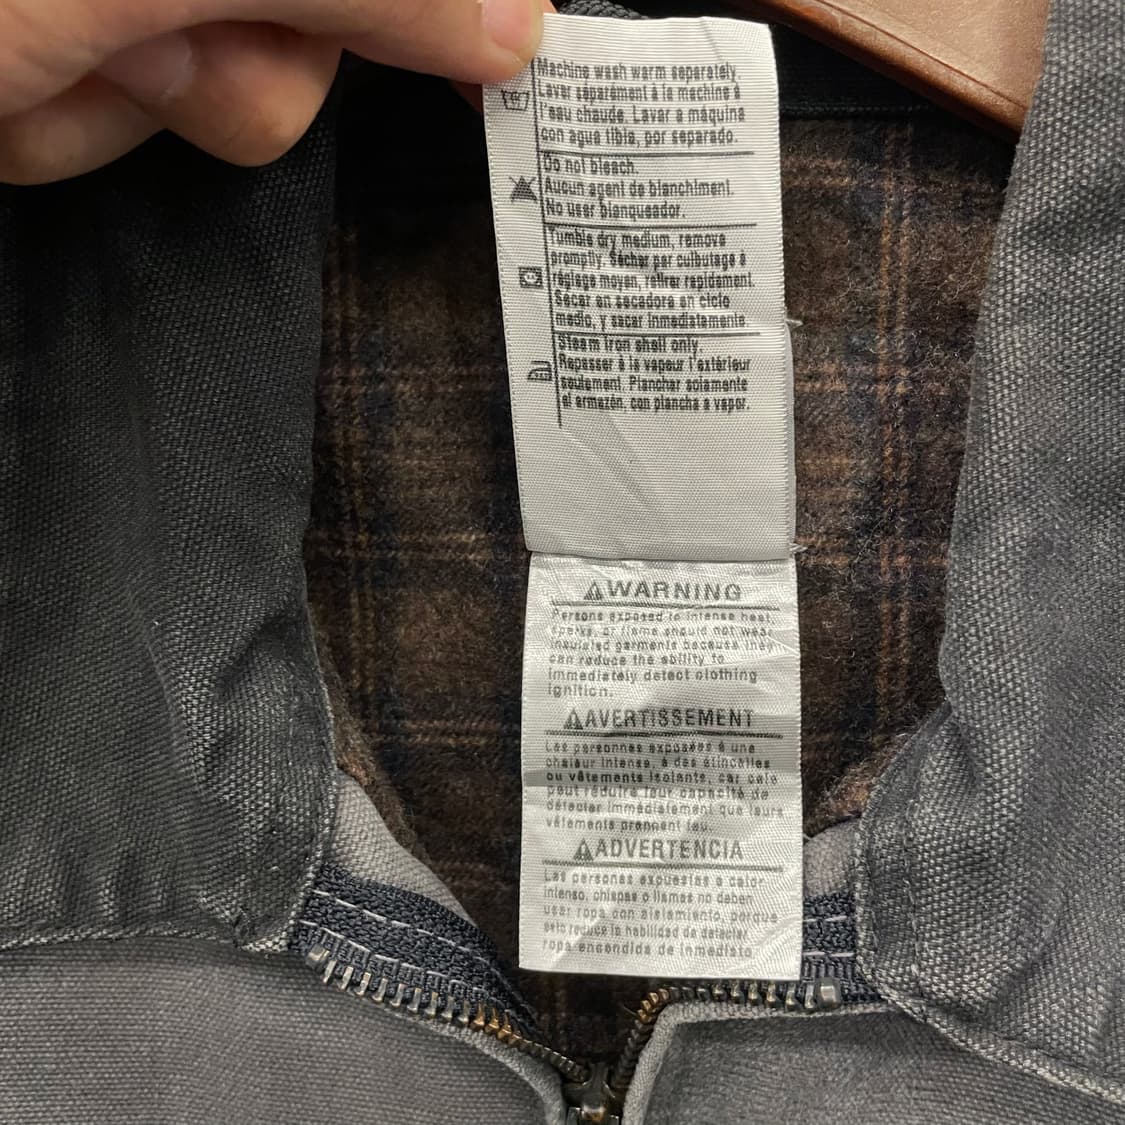 Machine wash warm separately.
Laver séparément à la machine à
l'eau chaude. Lavar a máquina
con agua tibia, por separado.
Do not bleach.
Aucun agent de blanchiment.
No usar blanqueador.
Tumble dry medium, remove
promptly. Sécher par culbutage à
réglage moyen, retirer rapidement.
Secar en secadora en ciclo
medio, y sacar inmediatamente.
Steam iron shell only.
Repasser à la vapeur l'extérieur
seulement. Planchar solamente
el armazón, con plancha a vapor.
WARNING
Persons exposed to intense heat,
sparks, or flame should not wear
insulated garments because they
can reduce the ability to
immediately detect clothing
ignition.
AVERTISSEMENT
Les personnes exposées à une
chaleur intense, à des étincelles
ou vêtements isolants, car cela
peut réduire leur capacité de
détecter immédiatement que leurs
vêtements prennent feu.
ADVERTENCIA
Las personas expuestas a calor
intenso, chispas o llamas no deben
usar ropa con aislamiento, porque
esto reduce la habilidad de detectar
ropa encendida de inmediato